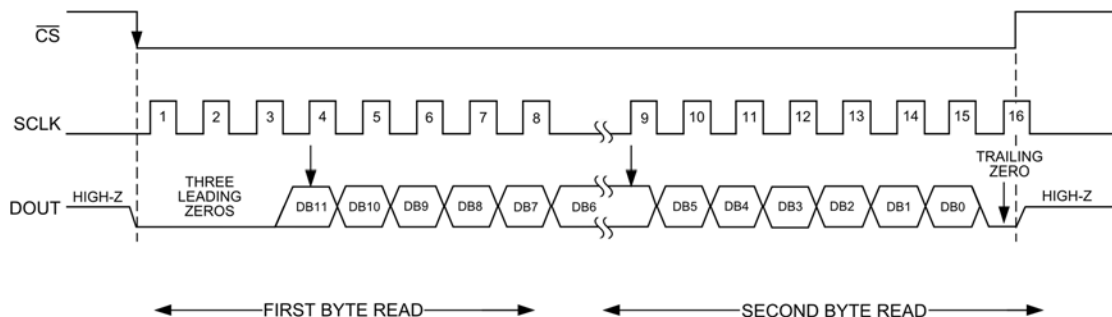 CS
SCLK
1 2 3 4 5 6 7 8 9 10 11 12 13 14 15 16
DOUT
HIGH-Z
THREE
LEADING
ZEROS
DB11 DB10 DB9 DB8 DB7 DB6 DB5 DB4 DB3 DB2 DB1 DB0
TRAILING
ZERO
HIGH-Z
FIRST BYTE READ
SECOND BYTE READ